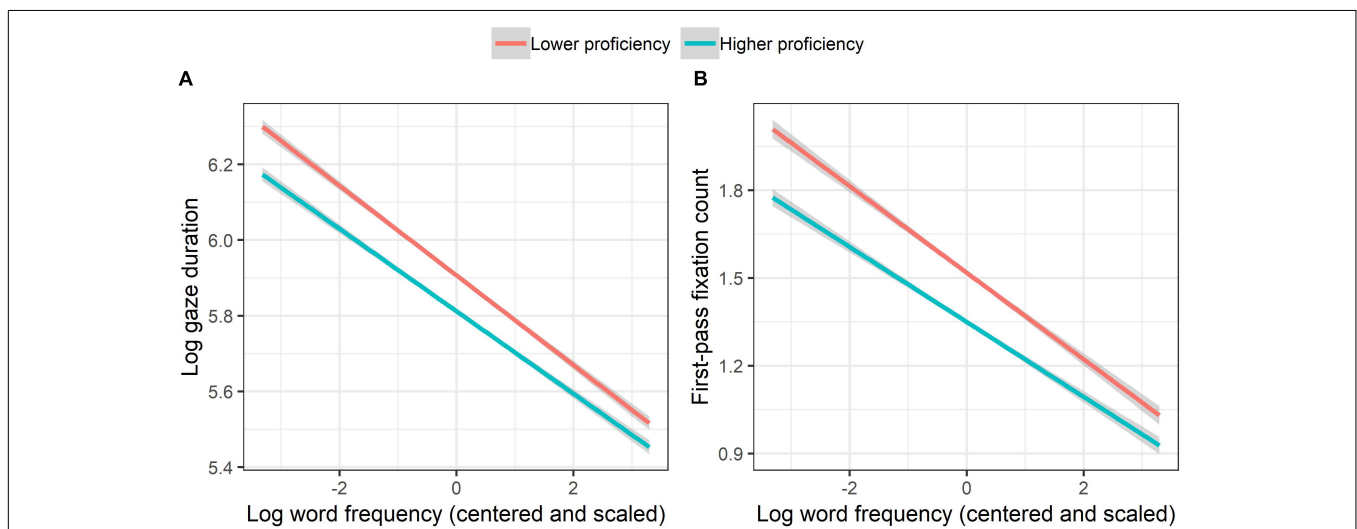 Lower proficiency Higher proficiency
A
B
Log gaze duration
6.2
6.0
5.8
5.6
5.4
-2 0 2
Log word frequency (centered and scaled)
First-pass fixation count
1.8
1.5
1.2
0.9
-2 0 2
Log word frequency (centered and scaled)